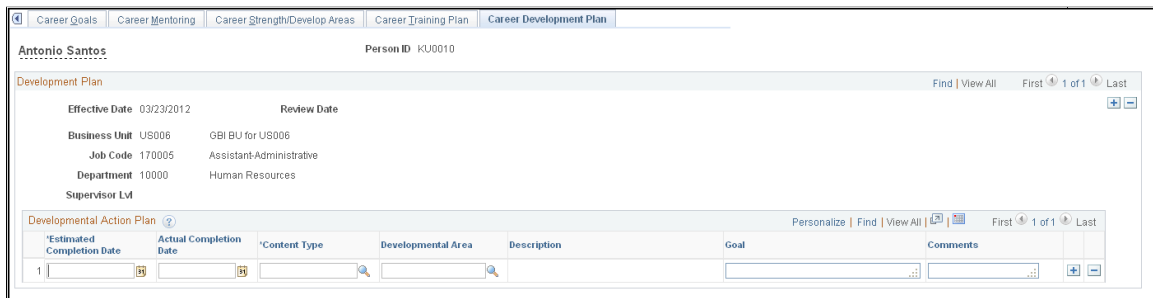 Career Goals Career Mentoring Career Strength/Develop Areas Career Training Plan Career Development Plan
Antonio Santos Person ID KU0010
Development Plan Find | View All First 1 of 1 Last
Effective Date 03/23/2012 Review Date
Business Unit US006 GBI BU for US006
Job Code 170005 Assistant-Administrative
Department 10000 Human Resources
Supervisor Lvl
Developmental Action Plan ? Personalize | Find | View All | | First 1 of 1 Last
*Estimated Completion Date Actual Completion Date *Content Type Developmental Area Description Goal Comments
1